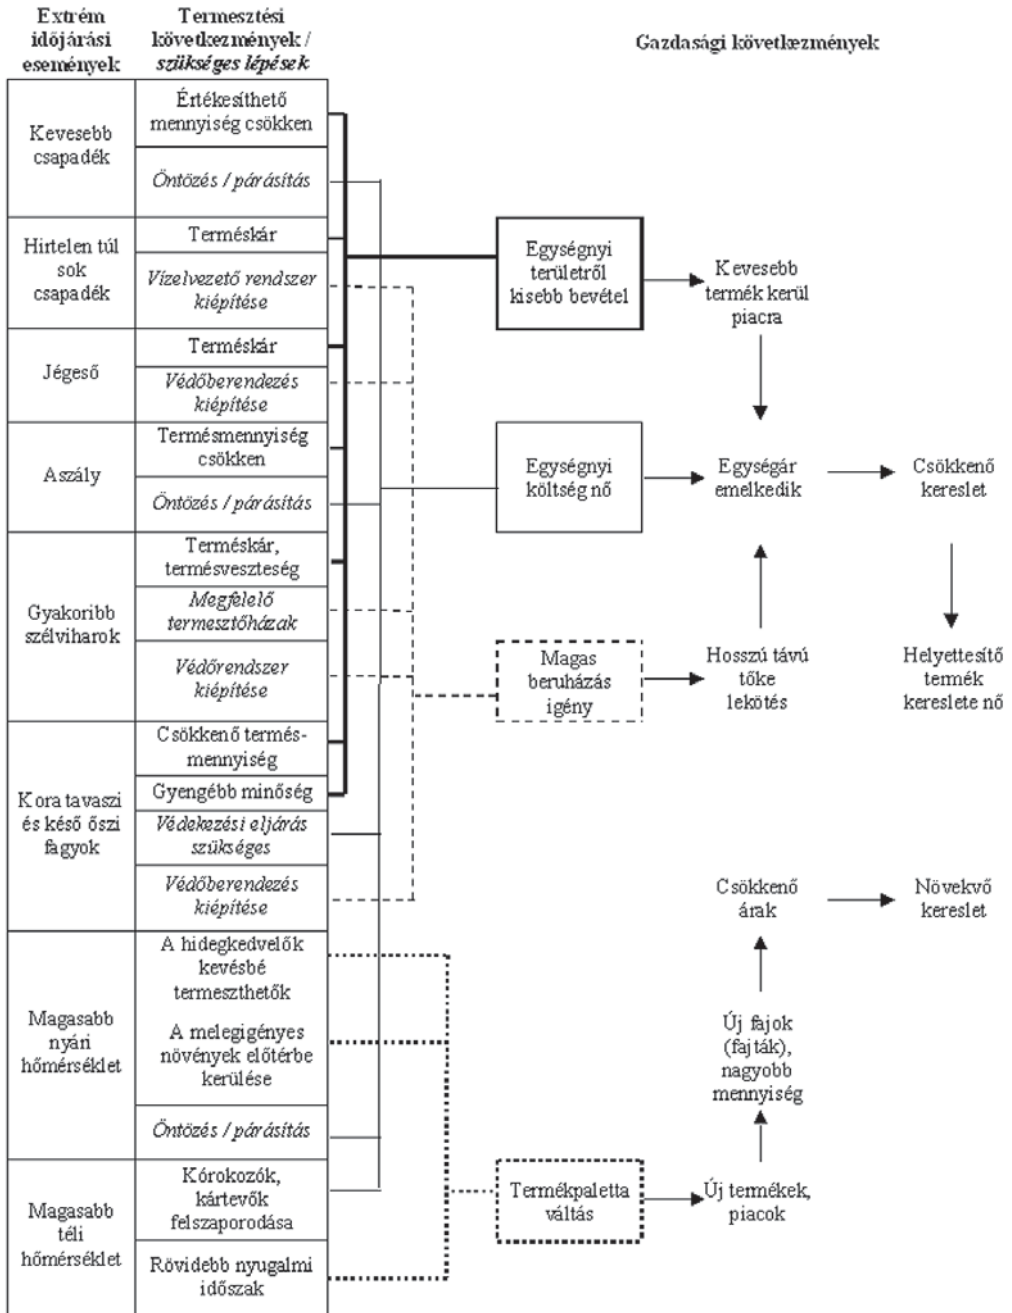 Extrém
időjárási
események
Termesztési
következmények /
szükséges lépések
Gazdasági következmények
Kevesebb
csapadék
Értékesíthető
mennyiség csökken
Öntözés / párásítás
Hirtelen túl
sok
csapadék
Terméskár
Vízelvezető rendszer
kiépítése
Jégeső
Terméskár
Védőberendezés
kiépítése
Aszály
Termésmennyiség
csökken
Öntözés / párásítás
Gyakoribb
szélviharok
Terméskár,
termésveszteség
Megfelelő
termesztőházak
Védőrendszer
kiépítése
Kora tavaszi
és késő őszi
fagyok
Csökkenő termés-
mennyiség
Gyengébb minőség
Védekezési eljárás
szükséges
Védőberendezés
kiépítése
Magasabb
nyári
hőmérséklet
A hidegkedvelők
kevésbé
termeszthetők
A melegigényes
növények előtérbe
kerülése
Öntözés / párásítás
Magasabb
téli
hőmérséklet
Kórokozók,
kártevők
felszaporodása
Rövidebb nyugalmi
időszak
Egységnyi
területről
kisebb bevétel
Kevesebb
termék kerül
piacra
Egységnyi
költség nő
Egységár
emelkedik
Csökkenő
kereslet
Magas
beruházás
igény
Hosszú távú
tőke
lekötés
Helyettesítő
termék
kereslete nő
Csökkenő
árak
Növekvő
kereslet
Új fajok
(fajták),
nagyobb
mennyiség
Termékpaletta
váltás
Új termékek,
piacok